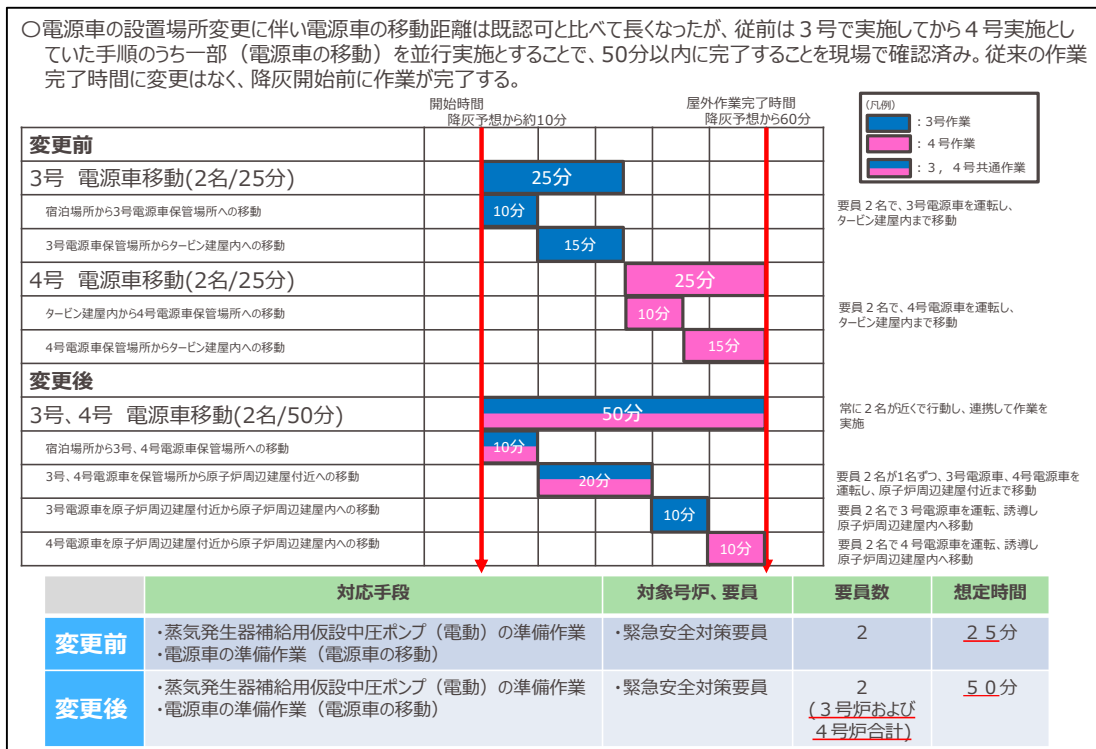 〇電源車の設置場所変更に伴い電源車の移動距離は既認可と比べて長くなったが、従前は３号で実施してから４号実施とし
ていた手順のうち一部（電源車の移動）を並行実施とすることで、50分以内に完了することを現場で確認済み。従来の作業
完了時間に変更はなく、降灰開始前に作業が完了する。
開始時間
降灰予想から約10分
屋外作業完了時間
降灰予想から60分
(凡例)
：3号作業
：４号作業
：３，４号共通作業
変更前
3号 電源車移動(2名/25分)
25分
宿泊場所から3号電源車保管場所への移動
10分
要員２名で、3号電源車を運転し、
タービン建屋内まで移動
3号電源車保管場所からタービン建屋内への移動
15分
4号 電源車移動(2名/25分)
25分
タービン建屋内から4号電源車保管場所への移動
10分
要員２名で、4号電源車を運転し、
タービン建屋内まで移動
4号電源車保管場所からタービン建屋内への移動
15分
変更後
3号、4号 電源車移動(2名/50分)
50分
常に２名が近くで行動し、連携して作業を
実施
宿泊場所から3号、4号電源車保管場所への移動
10分
3号、4号電源車を保管場所から原子炉周辺建屋付近への移動
20分
要員２名が1名ずつ、3号電源車、4号電源車を
運転し、原子炉周辺建屋付近まで移動
3号電源車を原子炉周辺建屋付近から原子炉周辺建屋内への移動
10分
要員２名で３号電源車を運転、誘導し
原子炉周辺建屋内へ移動
4号電源車を原子炉周辺建屋付近から原子炉周辺建屋内への移動
10分
要員２名で４号電源車を運転、誘導し
原子炉周辺建屋内へ移動
対応手段 対象号炉、要員 要員数 想定時間
変更前
・蒸気発生器補給用仮設中圧ポンプ（電動）の準備作業
・電源車の準備作業（電源車の移動）
・緊急安全対策要員
2
２５分
変更後
・蒸気発生器補給用仮設中圧ポンプ（電動）の準備作業
・電源車の準備作業（電源車の移動）
・緊急安全対策要員
2
(３号炉および
４号炉合計)
５０分